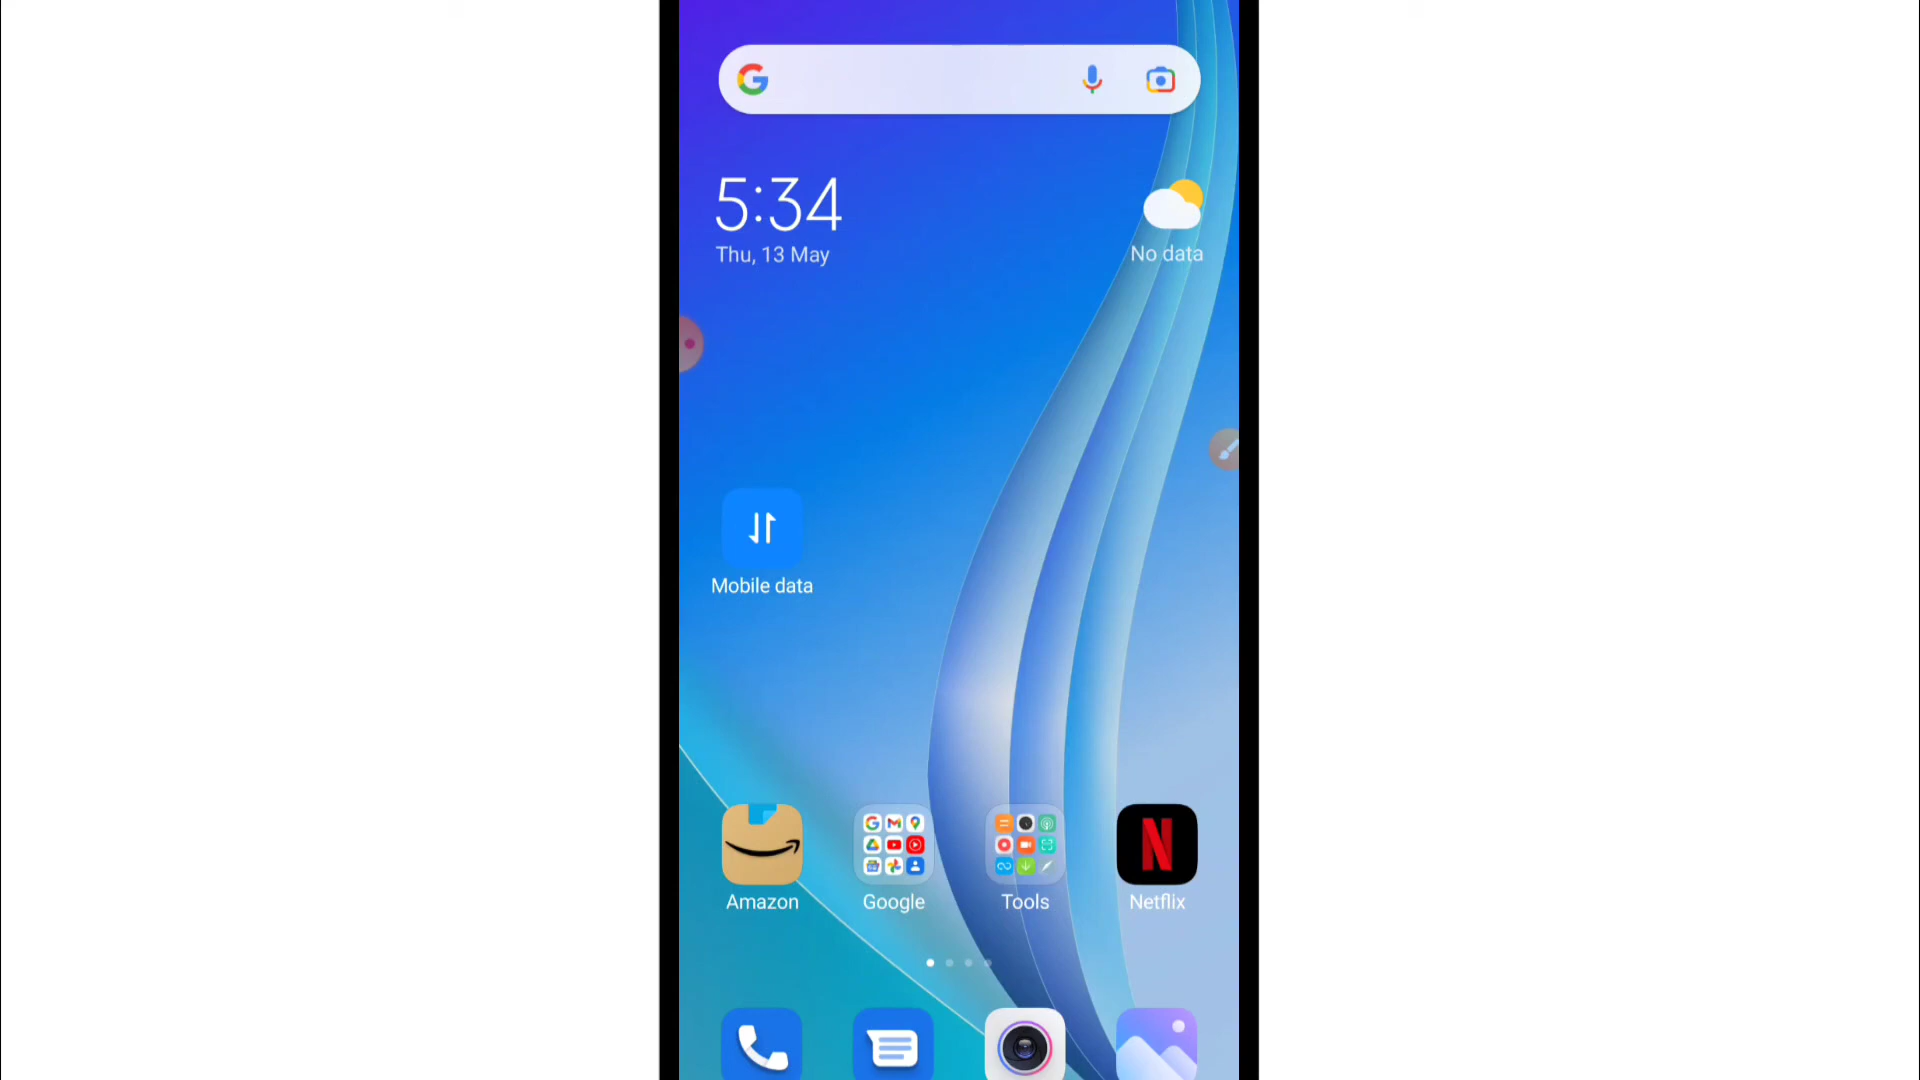 5:34
Thu, 13 May
No data
Mobile data
Amazon
Google
Tools
Netflix